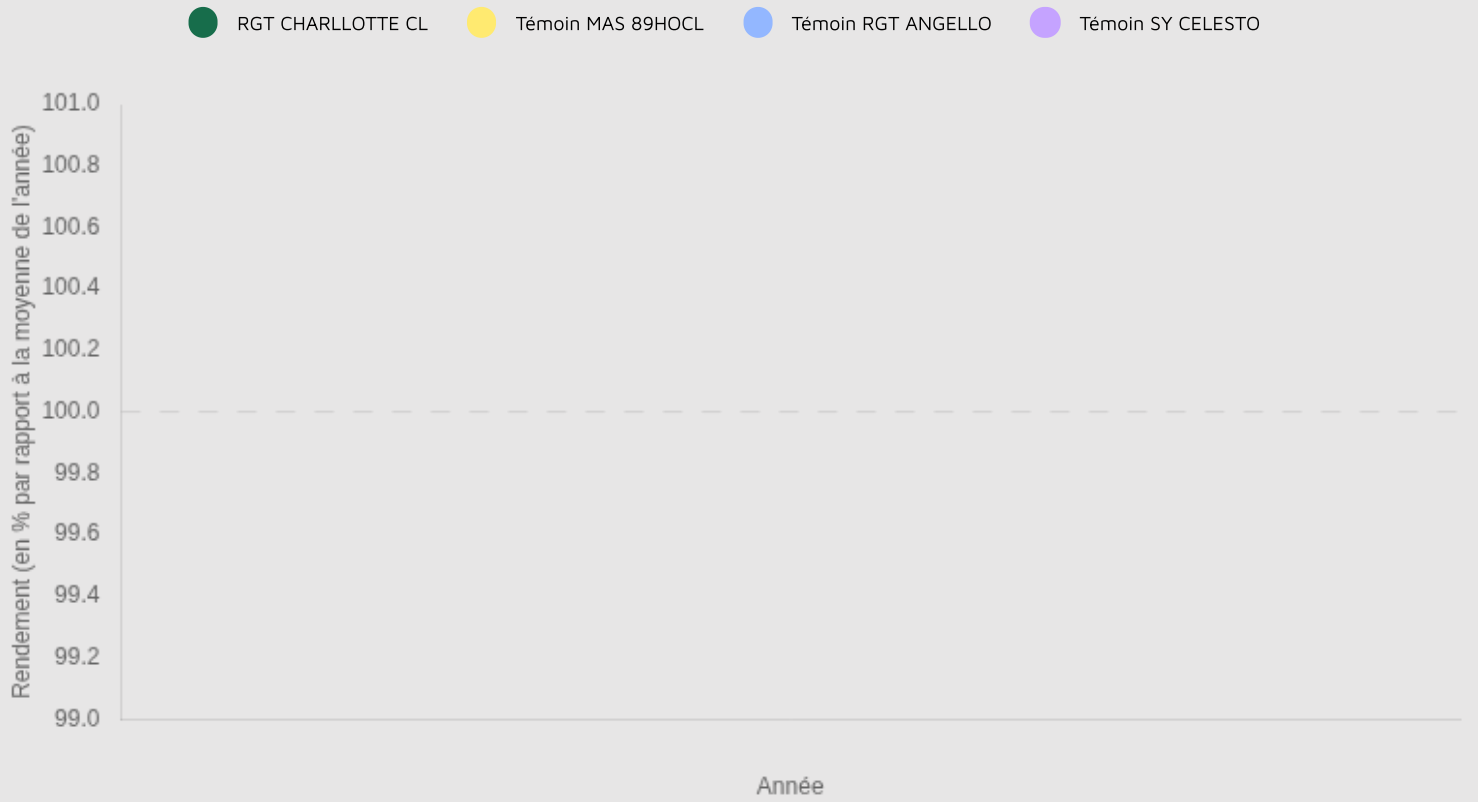 RGT CHARLLOTTE CL
Témoin MAS 89HOCL
Témoin RGT ANGELLO
Témoin SY CELESTO
Rendement (en % par rapport à la moyenne de l'année)
101.0
100.8
100.6
100.4
100.2
100.0
99.8
99.6
99.4
99.2
99.0
Année